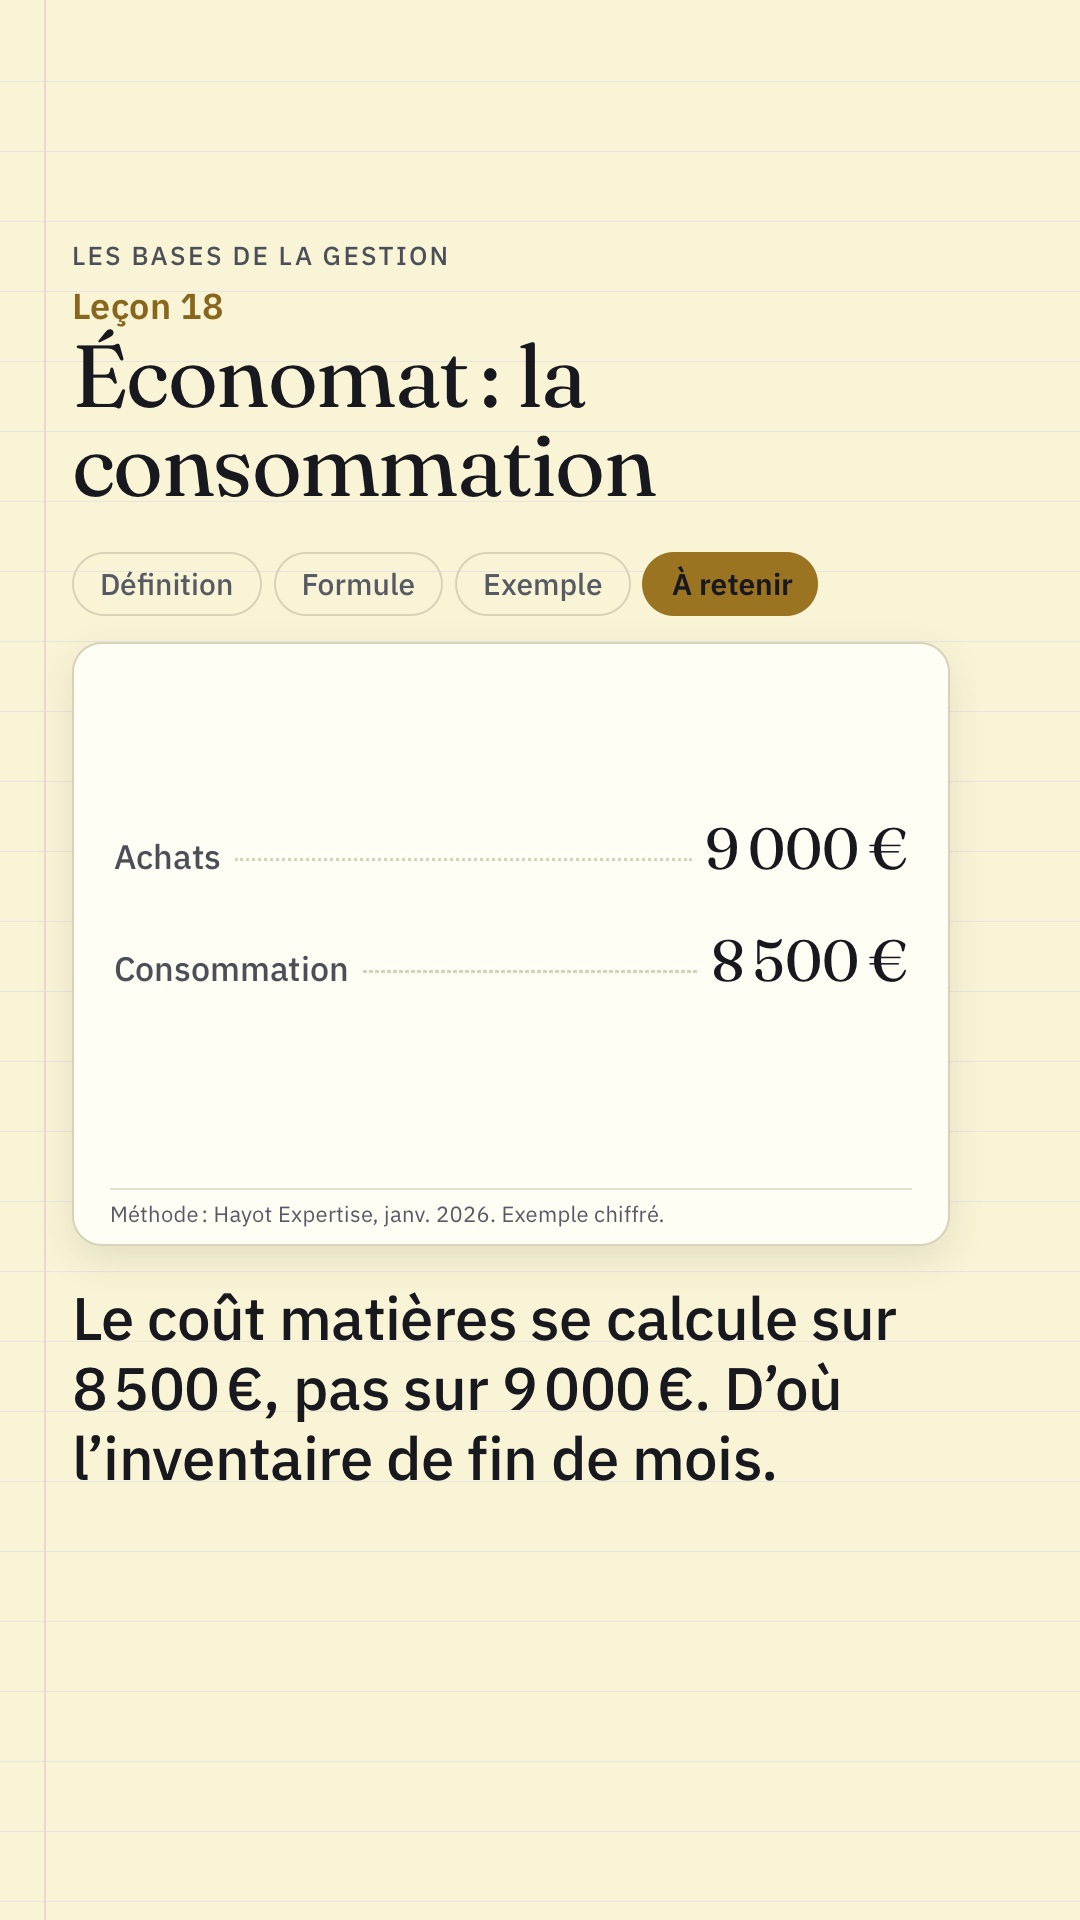 LES BASES DE LA GESTION
Leçon 18
Économat : la
consommation
Définition Formule Exemple À retenir
Achats 9 000 €
Consommation 8 500 €
Méthode : Hayot Expertise, janv. 2026. Exemple chiffré.
Le coût matières se calcule sur
8 500 €, pas sur 9 000 €. D’où
l’inventaire de fin de mois.